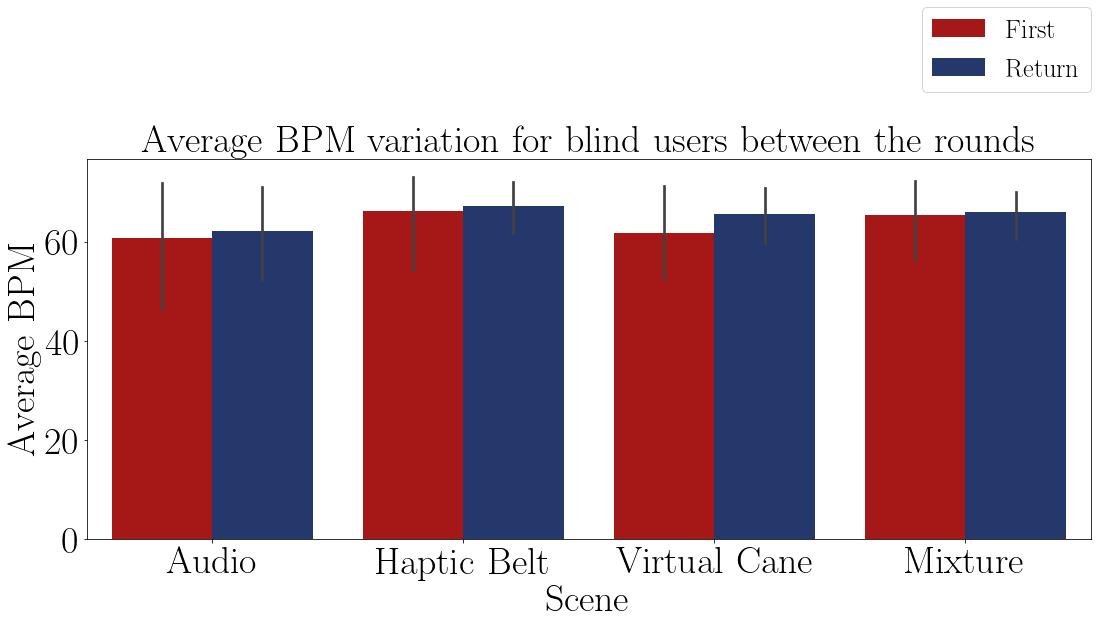 First
Return
Average BPM variation for blind users between the rounds
Average BPM
60
40
20
0
Audio
Haptic Belt
Virtual Cane
Mixture
Scene